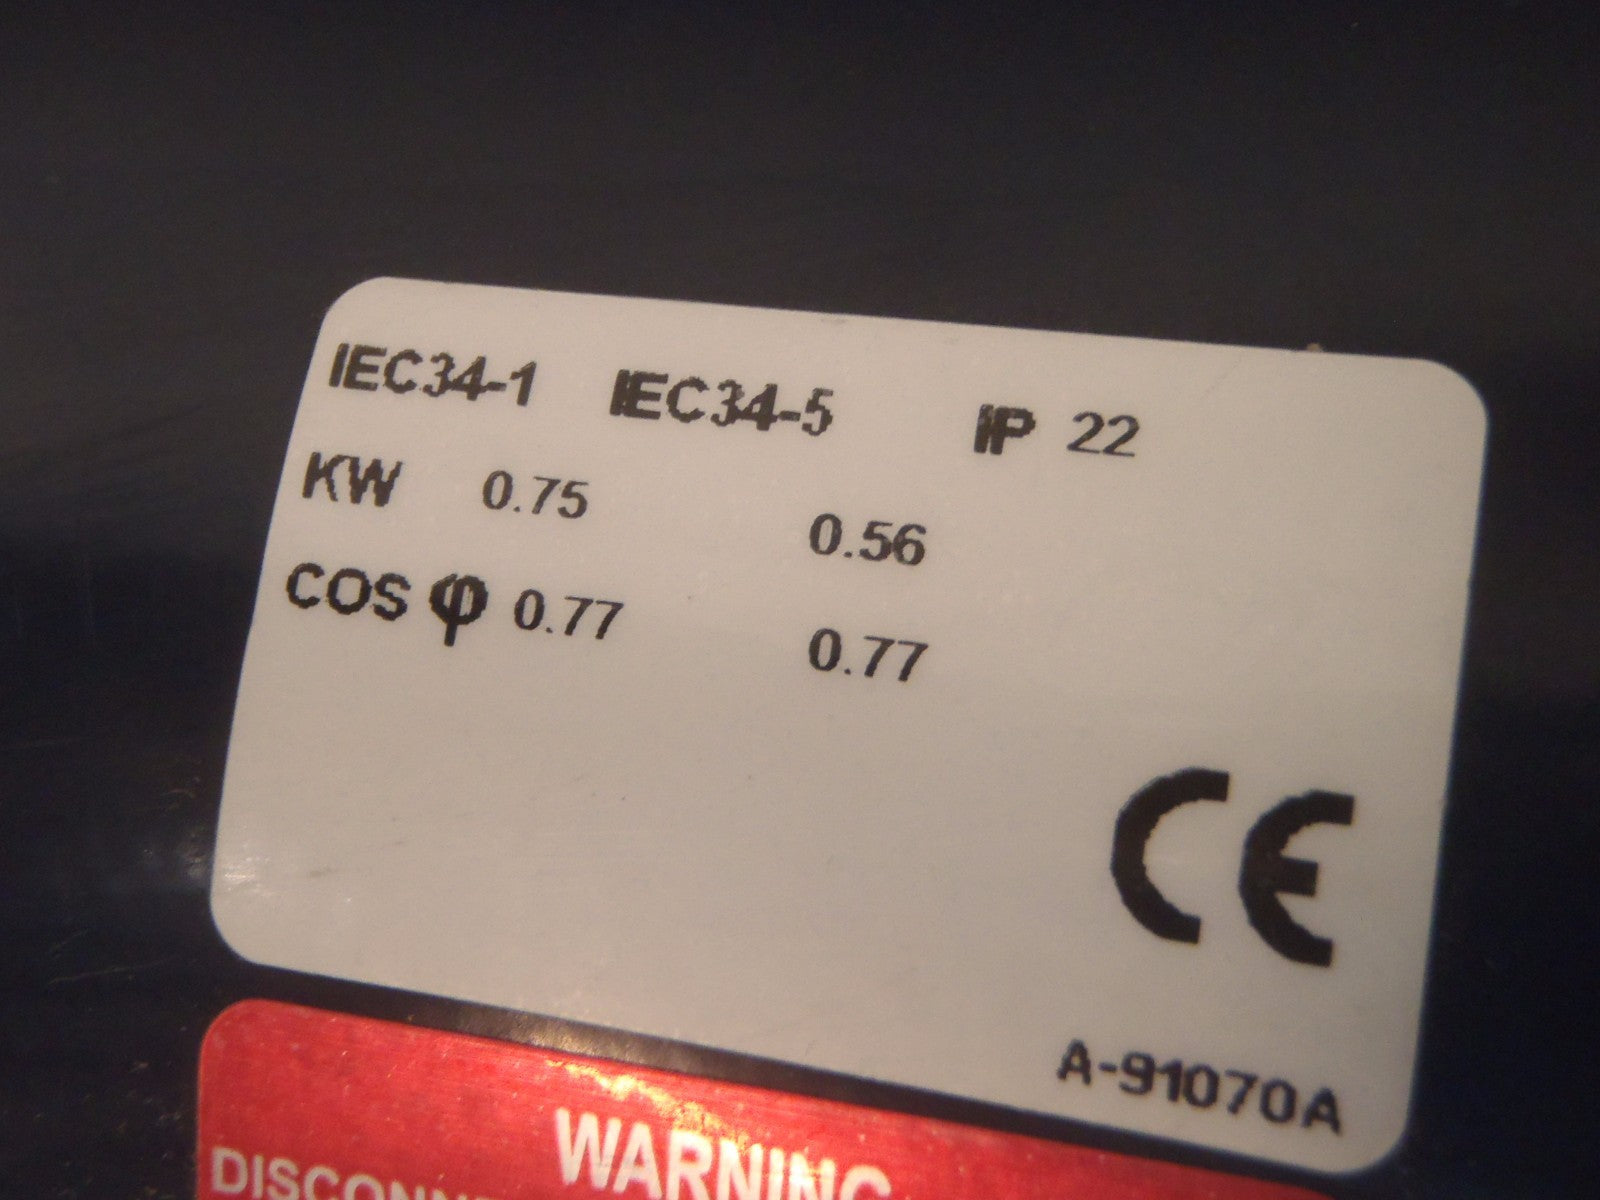 IEC34-1 IEC34-5 IP 22
KW 0.75 0.56
COS φ 0.77 0.77
CE
A-91070A
WARNING